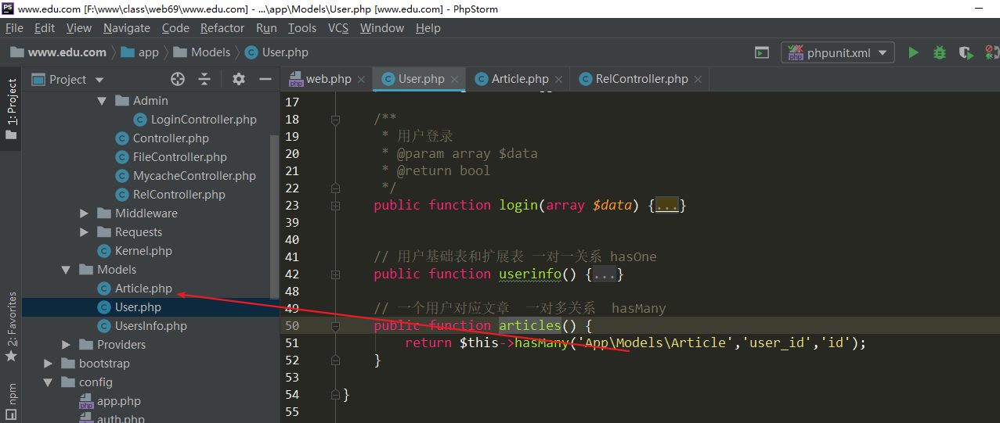 www.edu.com [F:\www\class\web69\www.edu.com] - ...\app\Models\User.php [www.edu.com] - PhpStorm
File Edit View Navigate Code Refactor Run Tools VCS Window Help
www.edu.com app Models User.php phpunit.xml
1: Project
2: Favorites
npm
Project
Admin
LoginController.php
Controller.php
FileController.php
MycacheController.php
RelController.php
Middleware
Requests
Kernel.php
Models
Article.php
User.php
UsersInfo.php
Providers
bootstrap
config
app.php
auth.php
web.php User.php Article.php RelController.php
17
18 /**
19 * 用户登录
20 * @param array $data
21 * @return bool
22 */
23 public function login(array $data) {...}
39
40
41 // 用户基础表和扩展表 一对一关系 hasOne
42 public function userinfo() {...}
48
49 // 一个用户对应文章 一对多关系 hasMany
50 public function articles() {
51 return $this->hasMany('App\Models\Article','user_id','id');
52 }
53
54 }
55